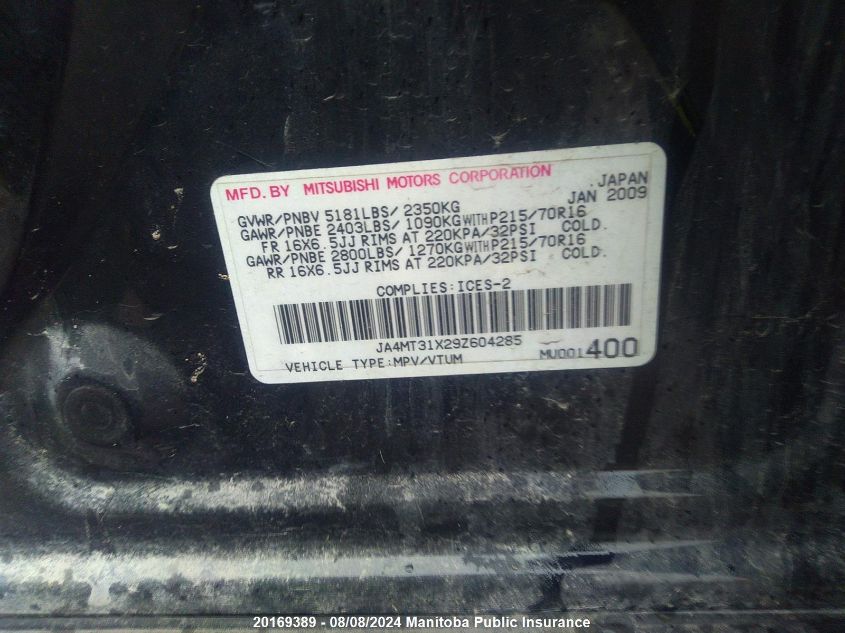 MFD. BY MITSUBISHI MOTORS CORPORATION JAPAN
GVWR/PNBV 5181LBS/ 2350KG JAN 2009
GAWR/PNBE 2403LBS/ 1090KG WITH P215/70R16
FR 16X6.5JJ RIMS AT 220KPA/32PSI COLD.
GAWR/PNBE 2800LBS/ 1270KG WITH P215/70R16
RR 16X6.5JJ RIMS AT 220KPA/32PSI COLD.
COMPLIES:ICES-2
JA4MT31X29Z604285
VEHICLE TYPE:MPV/VTUM MU001400
20169389 - 08/08/2024 Manitoba Public Insurance